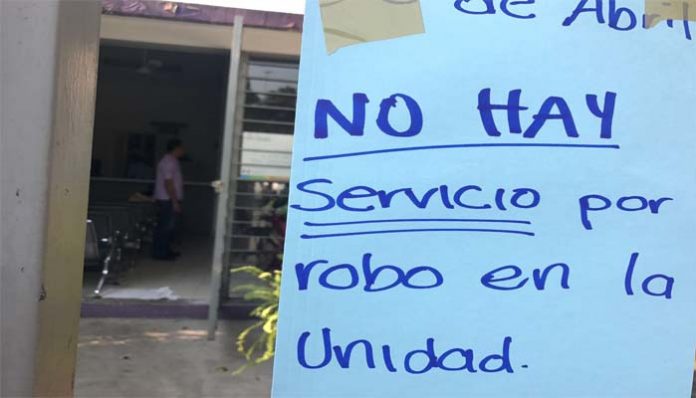 de Abril
NO HAY
Servicio por
robo en la
Unidad.